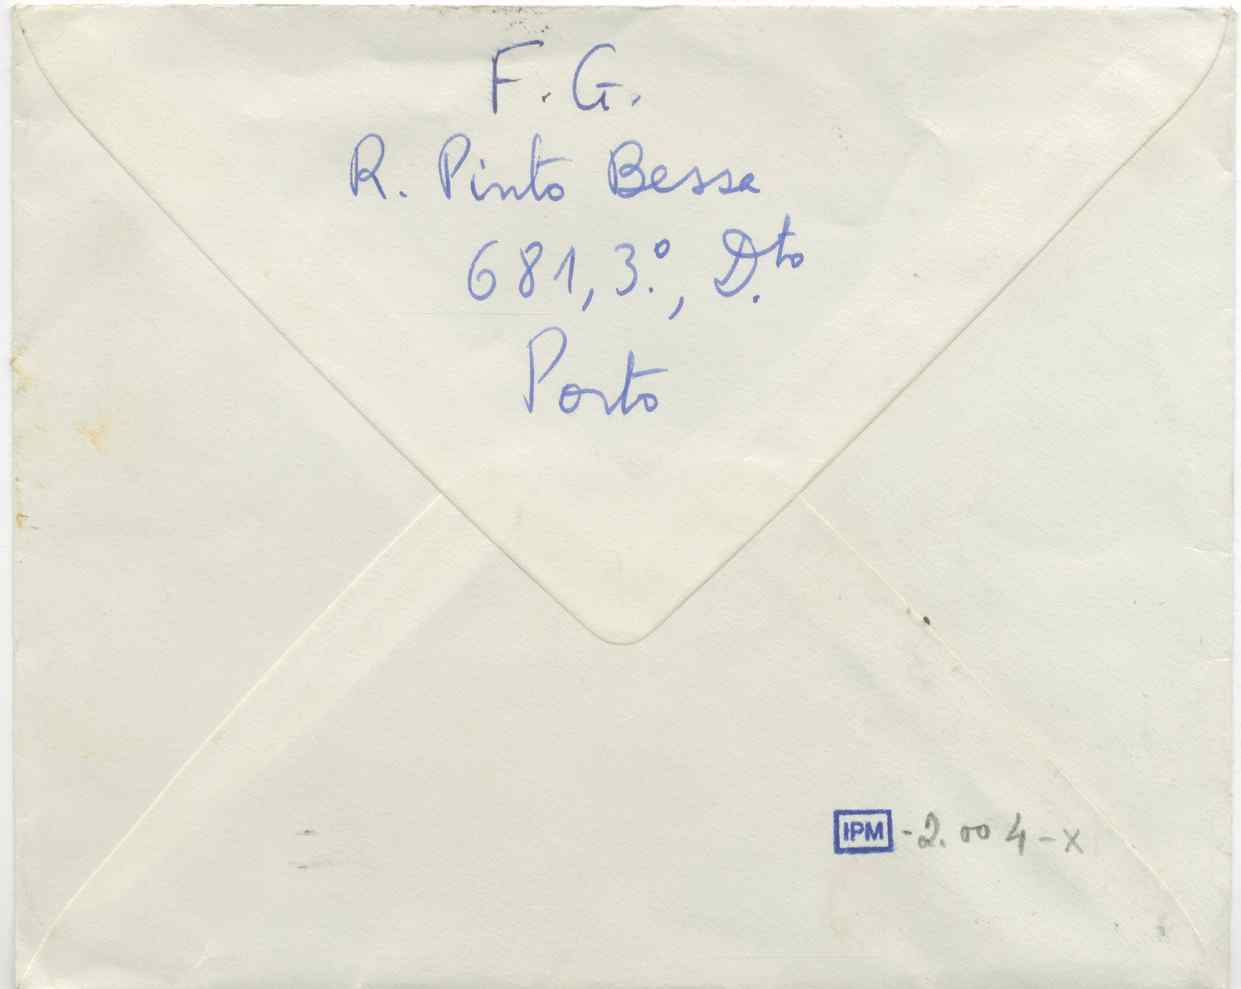 F. G.
R. Pinto Bessa
681, 3.º, D.to
Porto
IPM -2.004-X